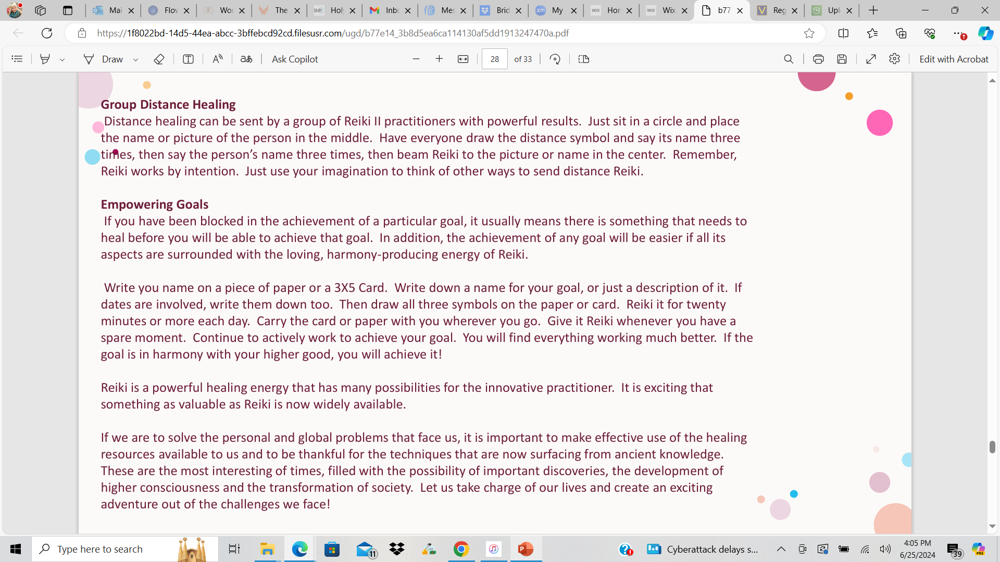 Mai
Flov
Wor
The
Shift Holy
Inbo
Mes
Brid
zm My
WIX Hor
WIX Wix
b77
Reg
Upl
https://1f8022bd-14d5-44ea-abcc-3bffebcd92cd.filesusr.com/ugd/b77e14_3b8d5ea6ca114130af5dd1913247470a.pdf
Draw
Ask Copilot
28 of 33
Edit with Acrobat
Group Distance Healing
Distance healing can be sent by a group of Reiki II practitioners with powerful results. Just sit in a circle and place
the name or picture of the person in the middle. Have everyone draw the distance symbol and say its name three
times, then say the person's name three times, then beam Reiki to the picture or name in the center. Remember,
Reiki works by intention. Just use your imagination to think of other ways to send distance Reiki.
Empowering Goals
If you have been blocked in the achievement of a particular goal, it usually means there is something that needs to
heal before you will be able to achieve that goal. In addition, the achievement of any goal will be easier if all its
aspects are surrounded with the loving, harmony-producing energy of Reiki.
Write you name on a piece of paper or a 3X5 Card. Write down a name for your goal, or just a description of it. If
dates are involved, write them down too. Then draw all three symbols on the paper or card. Reiki it for twenty
minutes or more each day. Carry the card or paper with you wherever you go. Give it Reiki whenever you have a
spare moment. Continue to actively work to achieve your goal. You will find everything working much better. If the
goal is in harmony with your higher good, you will achieve it!
Reiki is a powerful healing energy that has many possibilities for the innovative practitioner. It is exciting that
something as valuable as Reiki is now widely available.
If we are to solve the personal and global problems that face us, it is important to make effective use of the healing
resources available to us and to be thankful for the techniques that are now surfacing from ancient knowledge.
These are the most interesting of times, filled with the possibility of important discoveries, the development of
higher consciousness and the transformation of society. Let us take charge of our lives and create an exciting
adventure out of the challenges we face!
Type here to search
11
Cyberattack delays s...
4:05 PM
6/25/2024
39
PRE